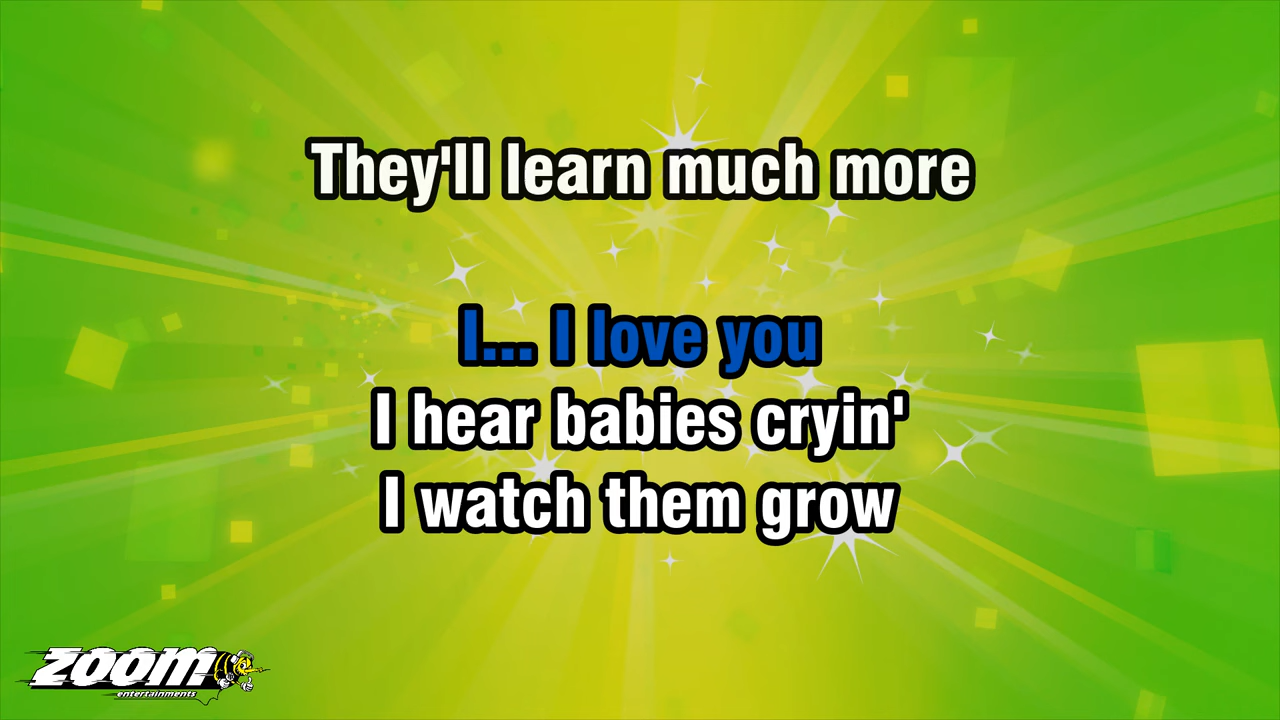 They'll learn much more
I... I love you
I hear babies cryin'
I watch them grow
zoom
entertainments